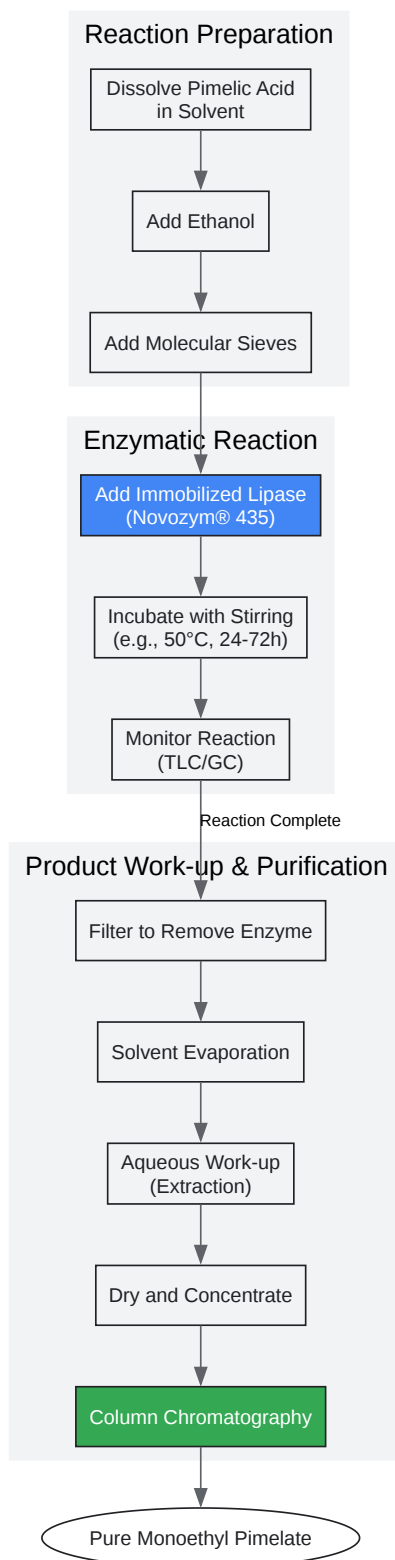 Reaction Preparation
Dissolve Pimelic Acid
in Solvent
Add Ethanol
Add Molecular Sieves
Enzymatic Reaction
Add Immobilized Lipase
(Novozym® 435)
Incubate with Stirring
(e.g., 50°C, 24-72h)
Monitor Reaction
(TLC/GC)
Reaction Complete
Product Work-up & Purification
Filter to Remove Enzyme
Solvent Evaporation
Aqueous Work-up
(Extraction)
Dry and Concentrate
Column Chromatography
Pure Monoethyl Pimelate